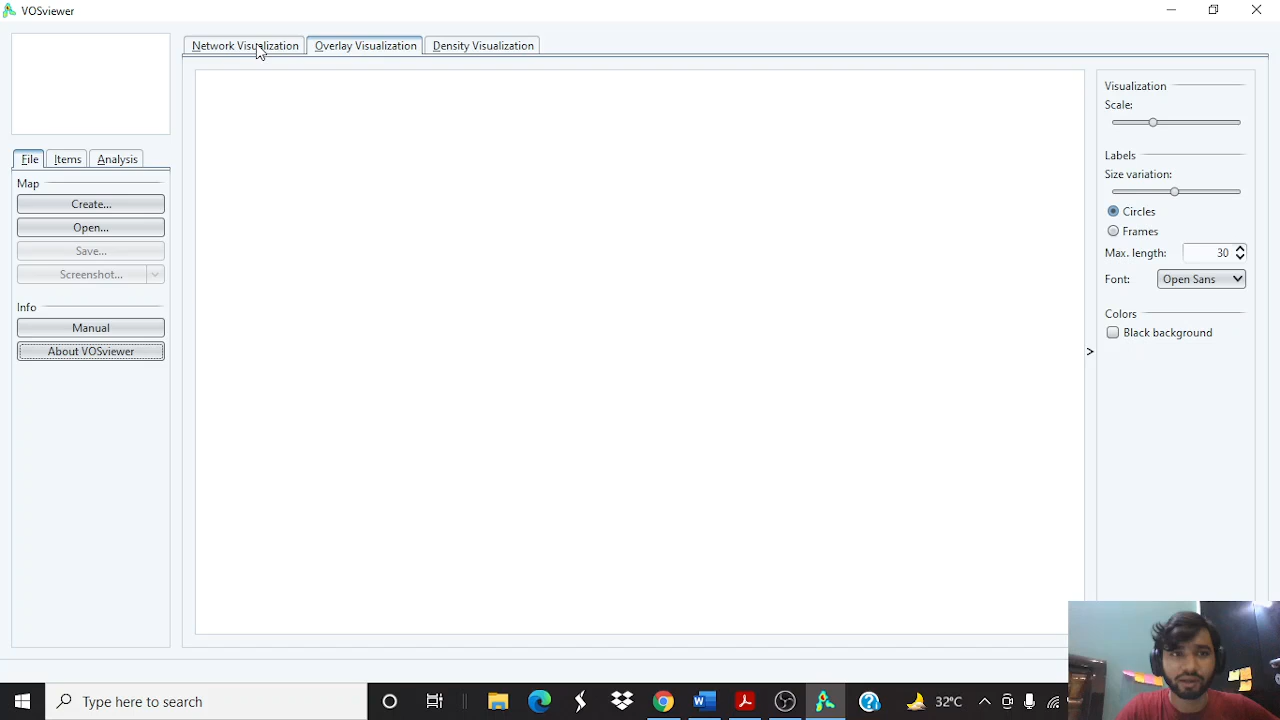 VOSviewer
Network Visualization
Overlay Visualization
Density Visualization
File
Items
Analysis
Map
Create...
Open...
Save...
Screenshot...
Info
Manual
About VOSviewer
Visualization
Scale:
Labels
Size variation:
Circles
Frames
Max. length: 30
Font: Open Sans
Colors
Black background
>
Type here to search
32°C